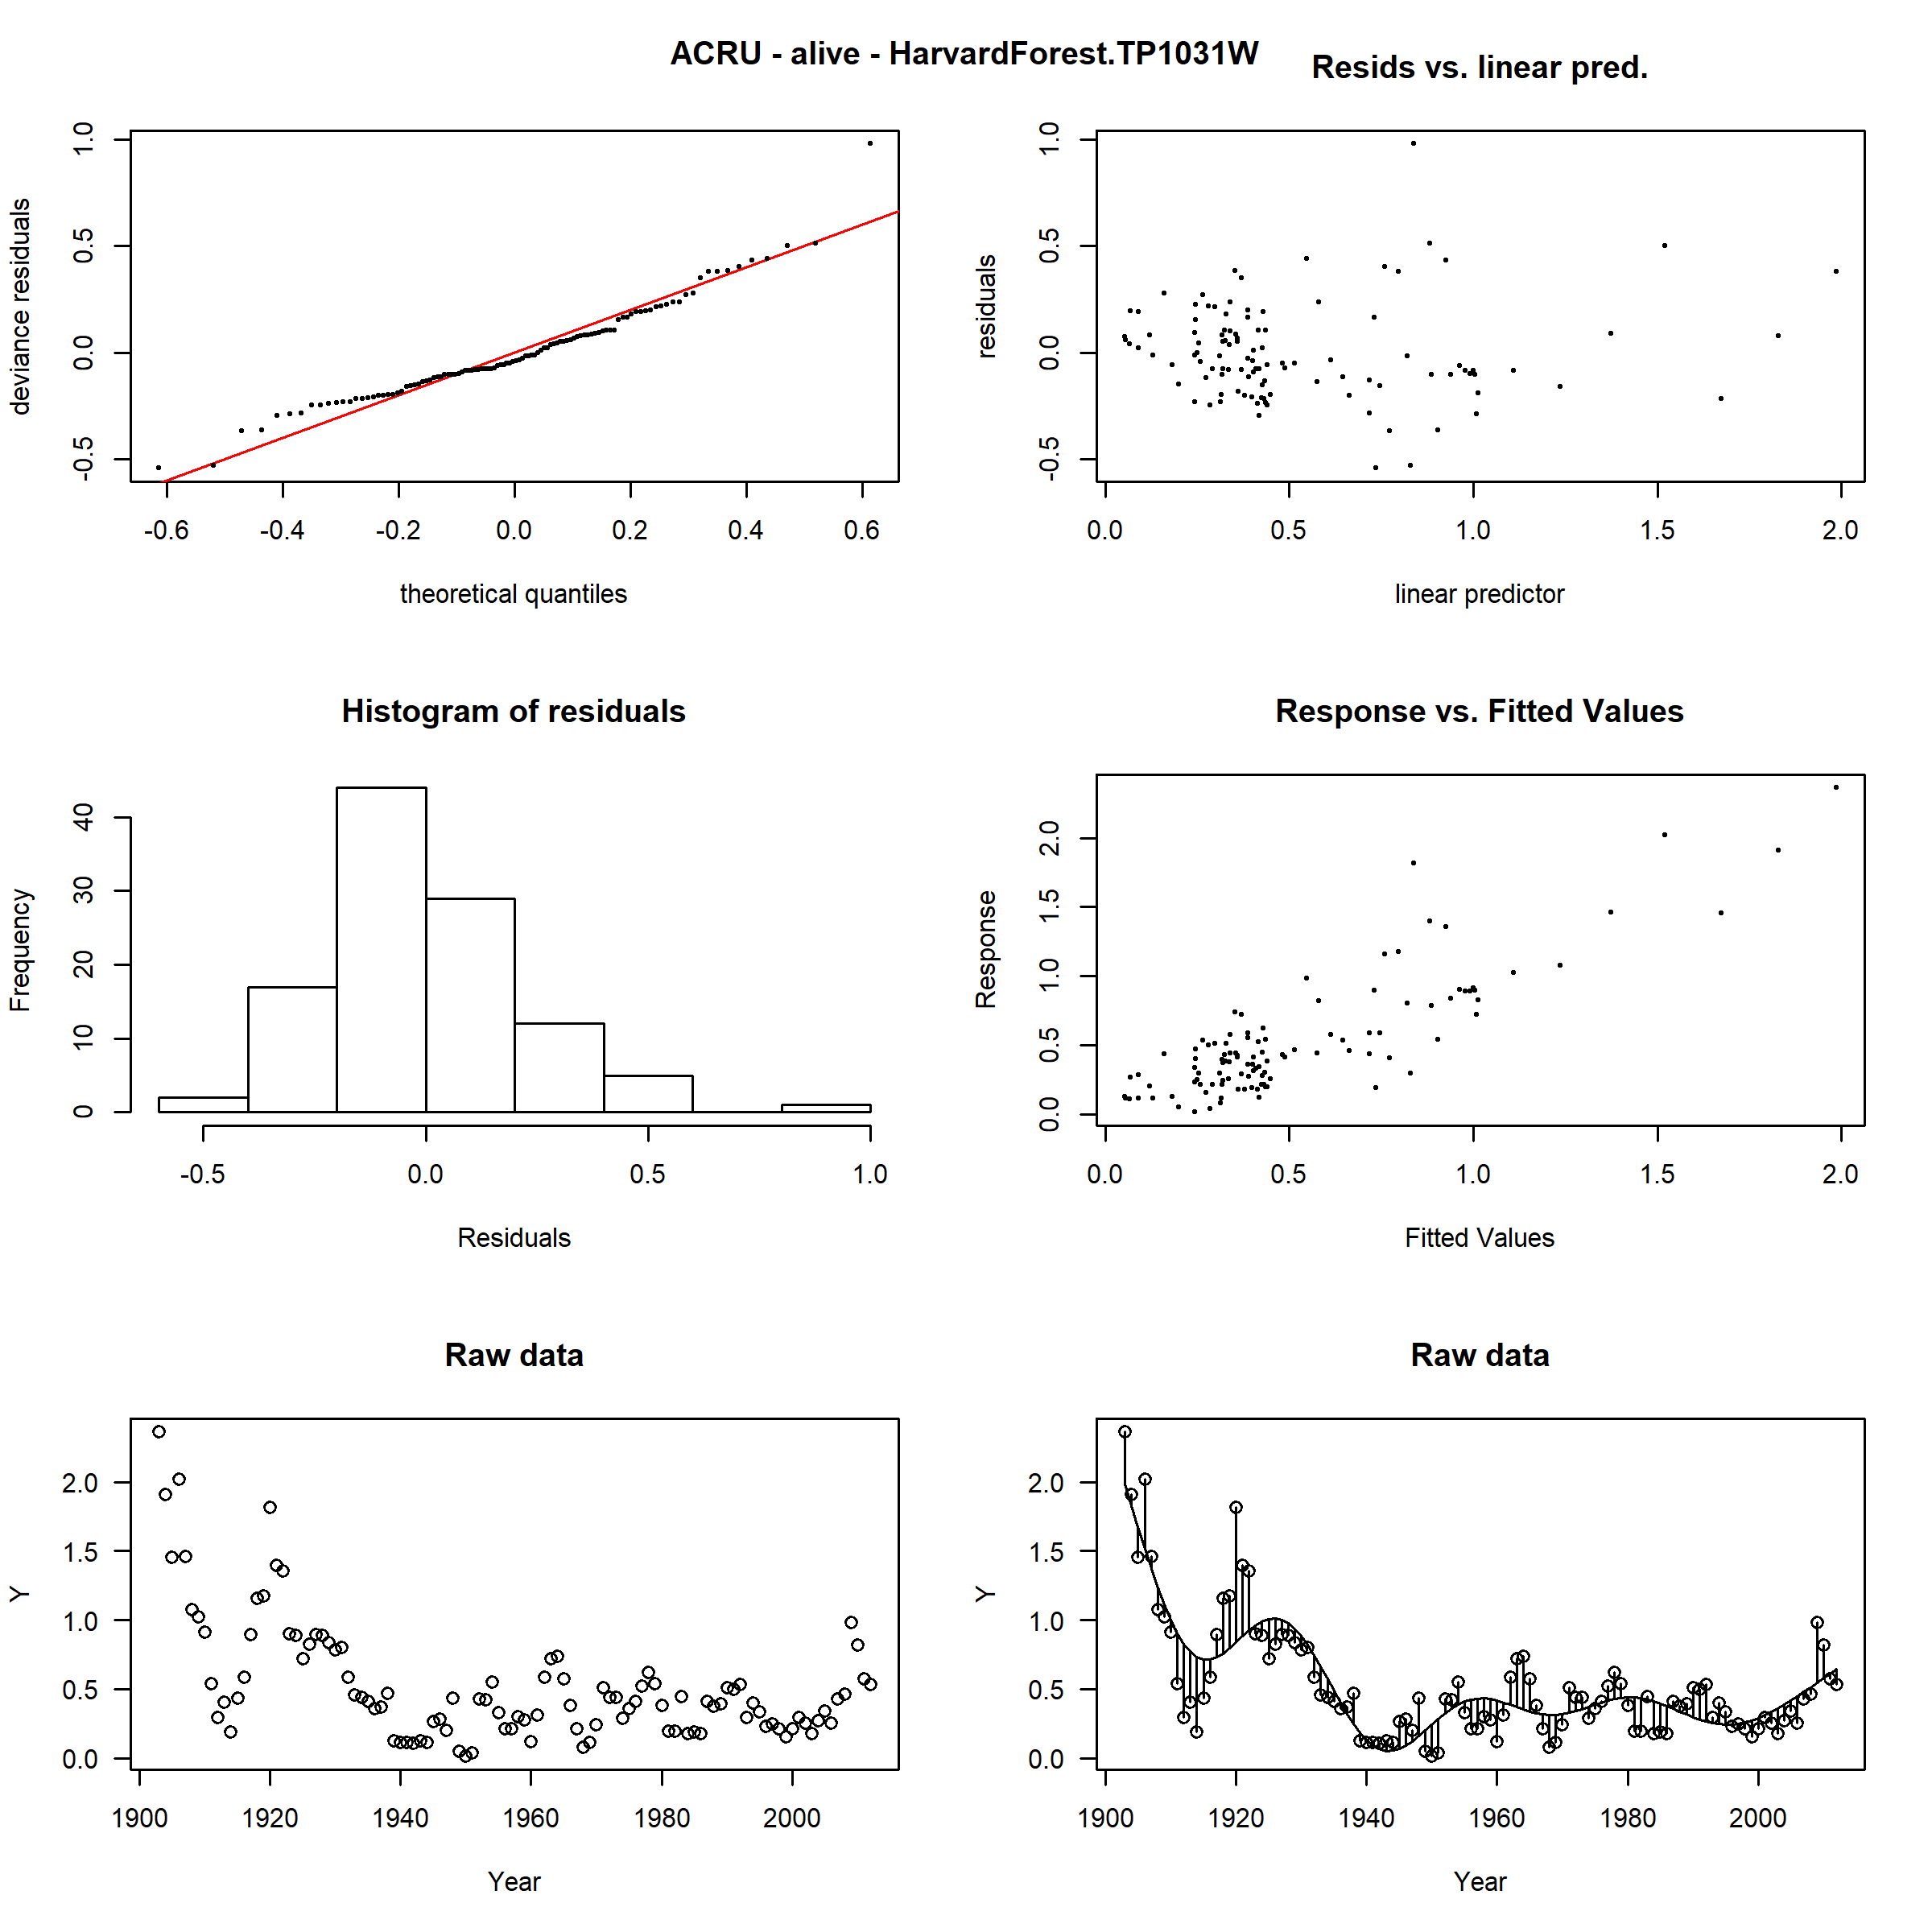 ACRU - alive - HarvardForest.TP1031W
Resids vs. linear pred.
deviance residuals
-0.5 0.0 0.5 1.0
-0.6 -0.4 -0.2 0.0 0.2 0.4 0.6
theoretical quantiles
residuals
-0.5 0.0 0.5 1.0
0.0 0.5 1.0 1.5 2.0
linear predictor
Histogram of residuals
Frequency
0 10 20 30 40
-0.5 0.0 0.5 1.0
Residuals
Response vs. Fitted Values
Response
0.0 0.5 1.0 1.5 2.0
0.0 0.5 1.0 1.5 2.0
Fitted Values
Raw data
Y
2.0
1.5
1.0
0.5
0.0
1900 1920 1940 1960 1980 2000
Year
Raw data
Y
2.0
1.5
1.0
0.5
0.0
1900 1920 1940 1960 1980 2000
Year